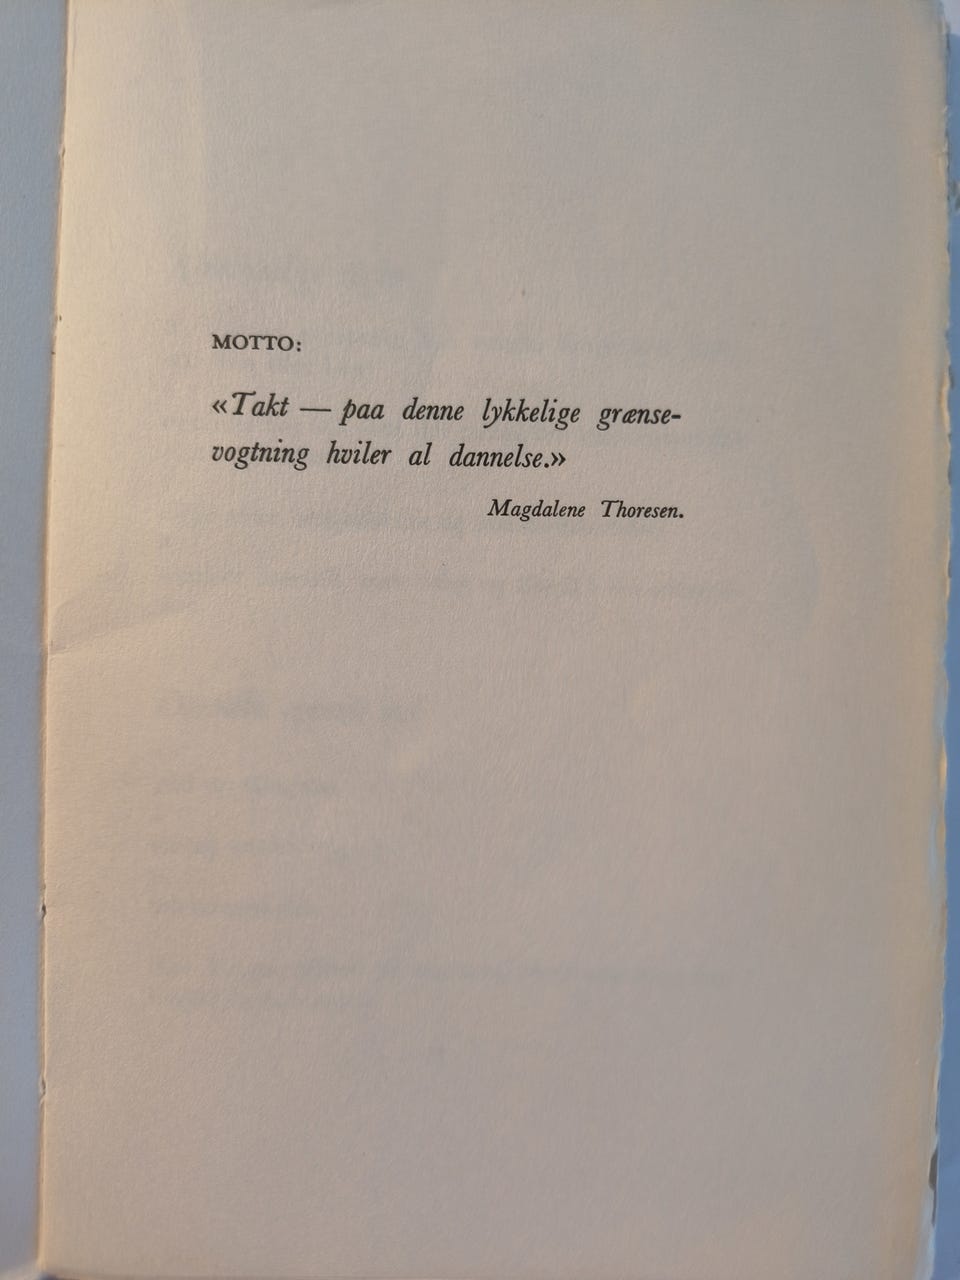 MOTTO:
«Takt — paa denne lykkelige grænse-
vogtning hviler al dannelse.»
Magdalene Thoresen.